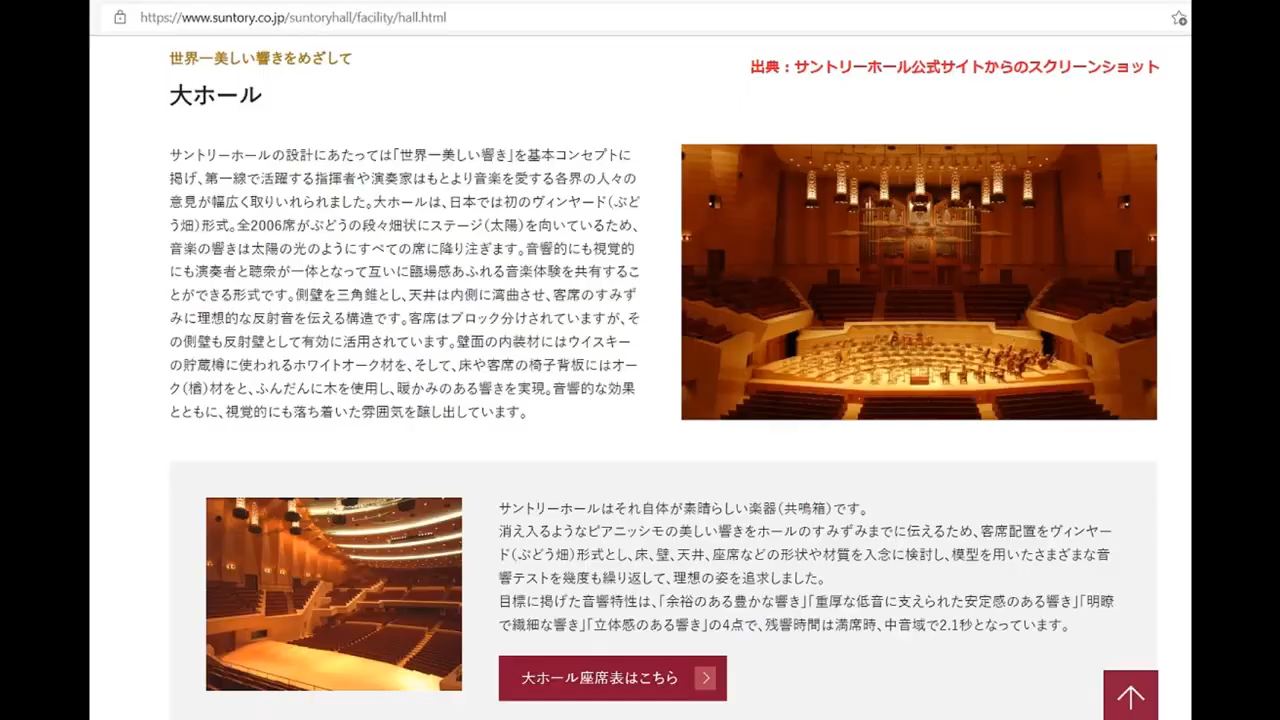 https://www.suntory.co.jp/suntoryhall/facility/hall.html
世界一美しい響きをめざして
出典：サントリーホール公式サイトからのスクリーンショット
大ホール
サントリーホールの設計にあたっては「世界一美しい響き」を基本コンセプトに
掲げ、第一線で活躍する指揮者や演奏家はもとより音楽を愛する各界の人々の
意見が幅広く取りいれられました。大ホールは、日本では初のヴィンヤード（ぶど
う畑）形式。全2006席がぶどうの段々畑状にステージ（太陽）を向いているため、
音楽の響きは太陽の光のようにすべての席に降り注ぎます。音響的にも視覚的
にも演奏者と聴衆が一体となって互いに臨場感あふれる音楽体験を共有するこ
とができる形式です。側壁を三角錐とし、天井は内側に湾曲させ、客席のすみず
みに理想的な反射音を伝える構造です。客席はブロック分けされていますが、そ
の側壁も反射壁として有効に活用されています。壁面の内装材にはウイスキー
の貯蔵樽に使われるホワイトオーク材を、そして、床や客席の椅子背板にはオー
ク（楢）材をと、ふんだんに木を使用し、暖かみのある響きを実現。音響的な効果
とともに、視覚的にも落ち着いた雰囲気を醸し出しています。
サントリーホールはそれ自体が素晴らしい楽器（共鳴箱）です。
消え入るようなピアニッシモの美しい響きをホールのすみずみまでに伝えるため、客席配置をヴィンヤー
ド（ぶどう畑）形式とし、床、壁、天井、座席などの形状や材質を入念に検討し、模型を用いたさまざまな音
響テストを幾度も繰り返して、理想の姿を追求しました。
目標に掲げた音響特性は、「余裕のある豊かな響き」「重厚な低音に支えられた安定感のある響き」「明瞭
で繊細な響き」「立体感のある響き」の4点で、残響時間は満席時、中音域で2.1秒となっています。
大ホール座席表はこちら